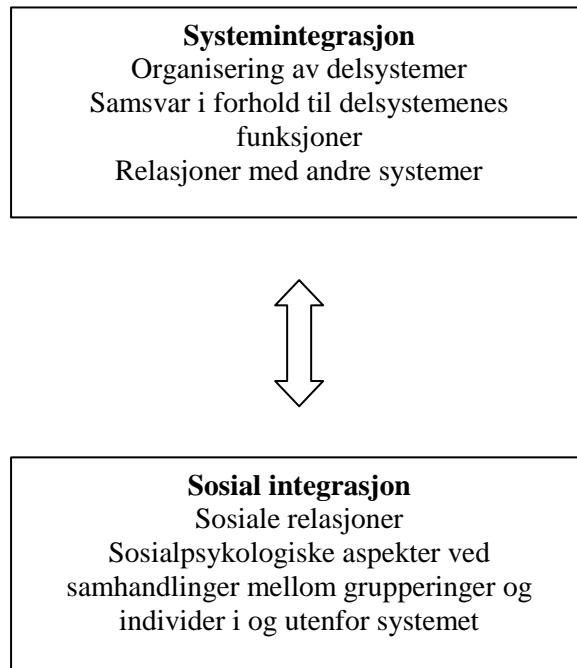 Systemintegrasjon
Organisering av delsystemer
Samsvar i forhold til delsystemenes
funksjoner
Relasjoner med andre systemer
Sosial integrasjon
Sosiale relasjoner
Sosialpsykologiske aspekter ved
samhandlinger mellom grupperinger og
individer i og utenfor systemet